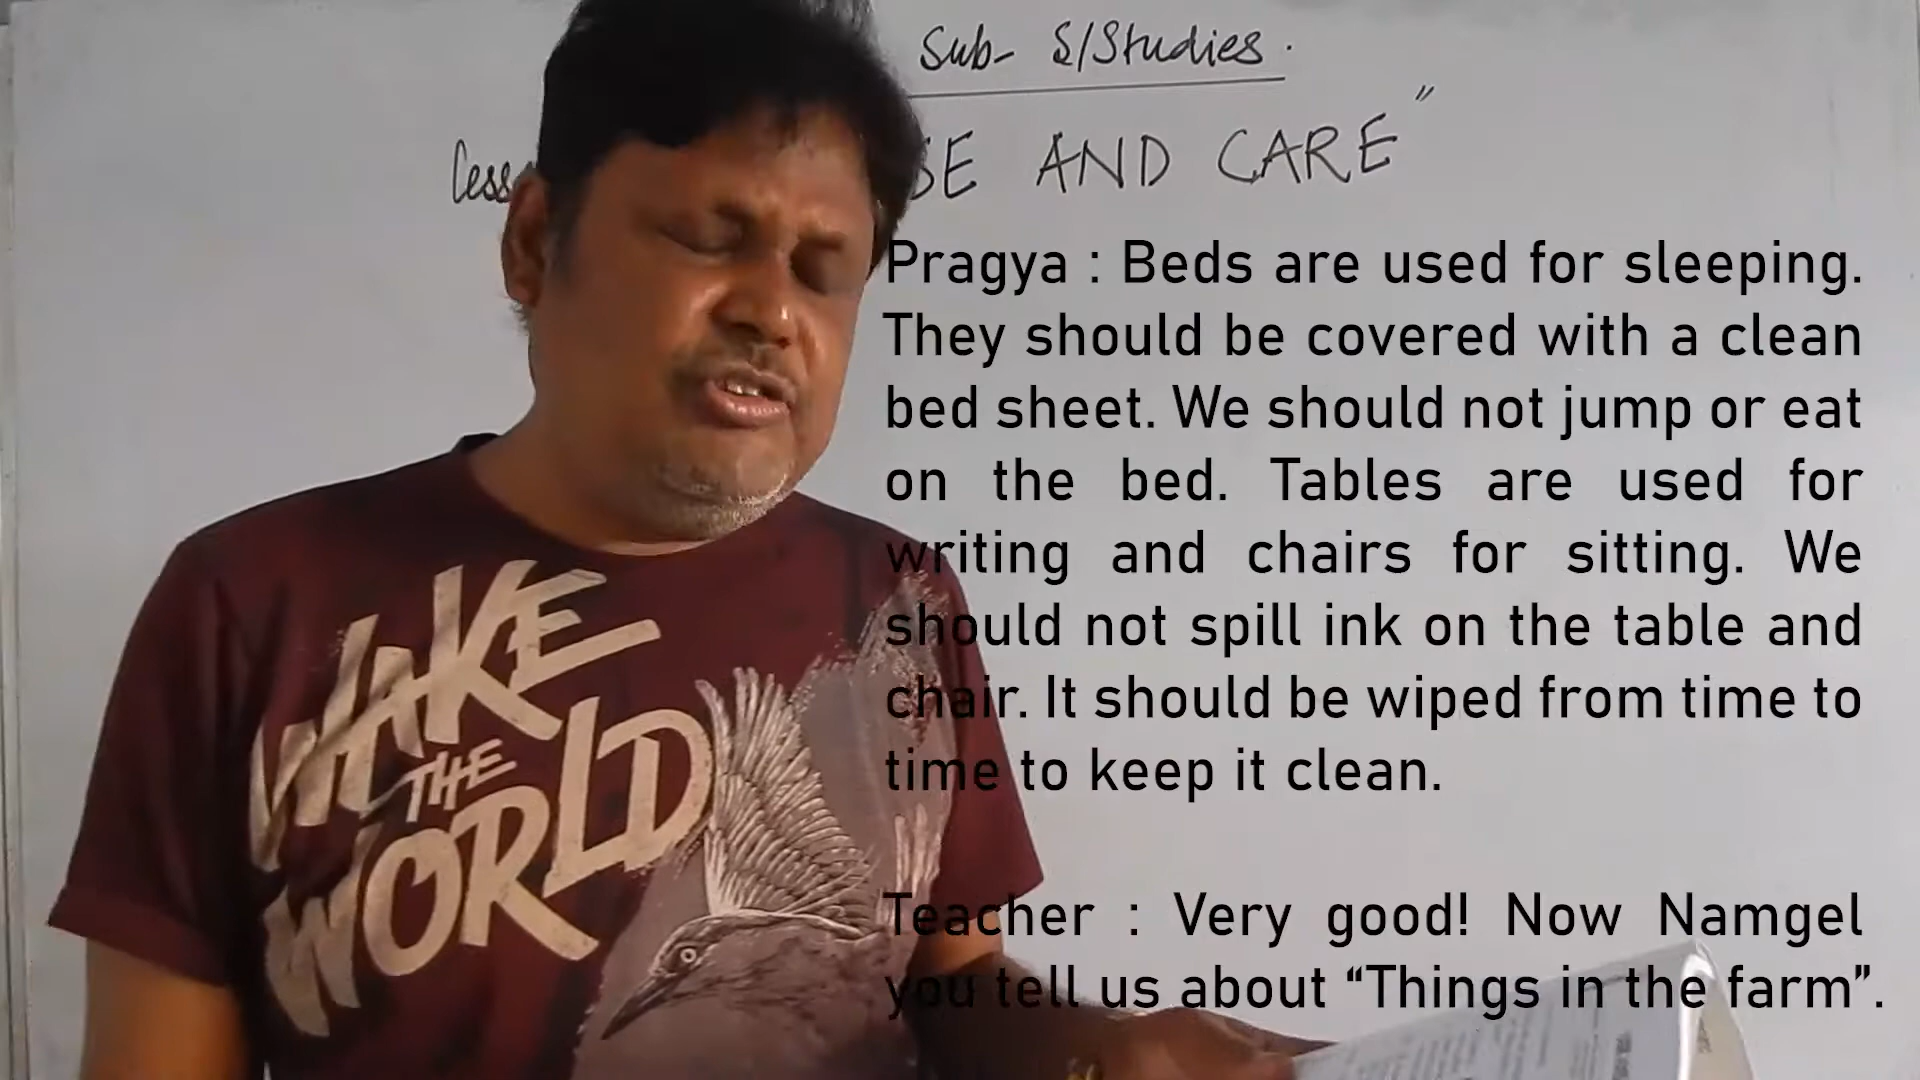 Sub- S/Studies.
AND CARE"
Pragya : Beds are used for sleeping.
They should be covered with a clean
bed sheet. We should not jump or eat
on the bed. Tables are used for
writing and chairs for sitting. We
should not spill ink on the table and
chair. It should be wiped from time to
time to keep it clean.
Teacher : Very good! Now Namgel
you tell us about “Things in the farm”.
WAKE
THE
WORLD